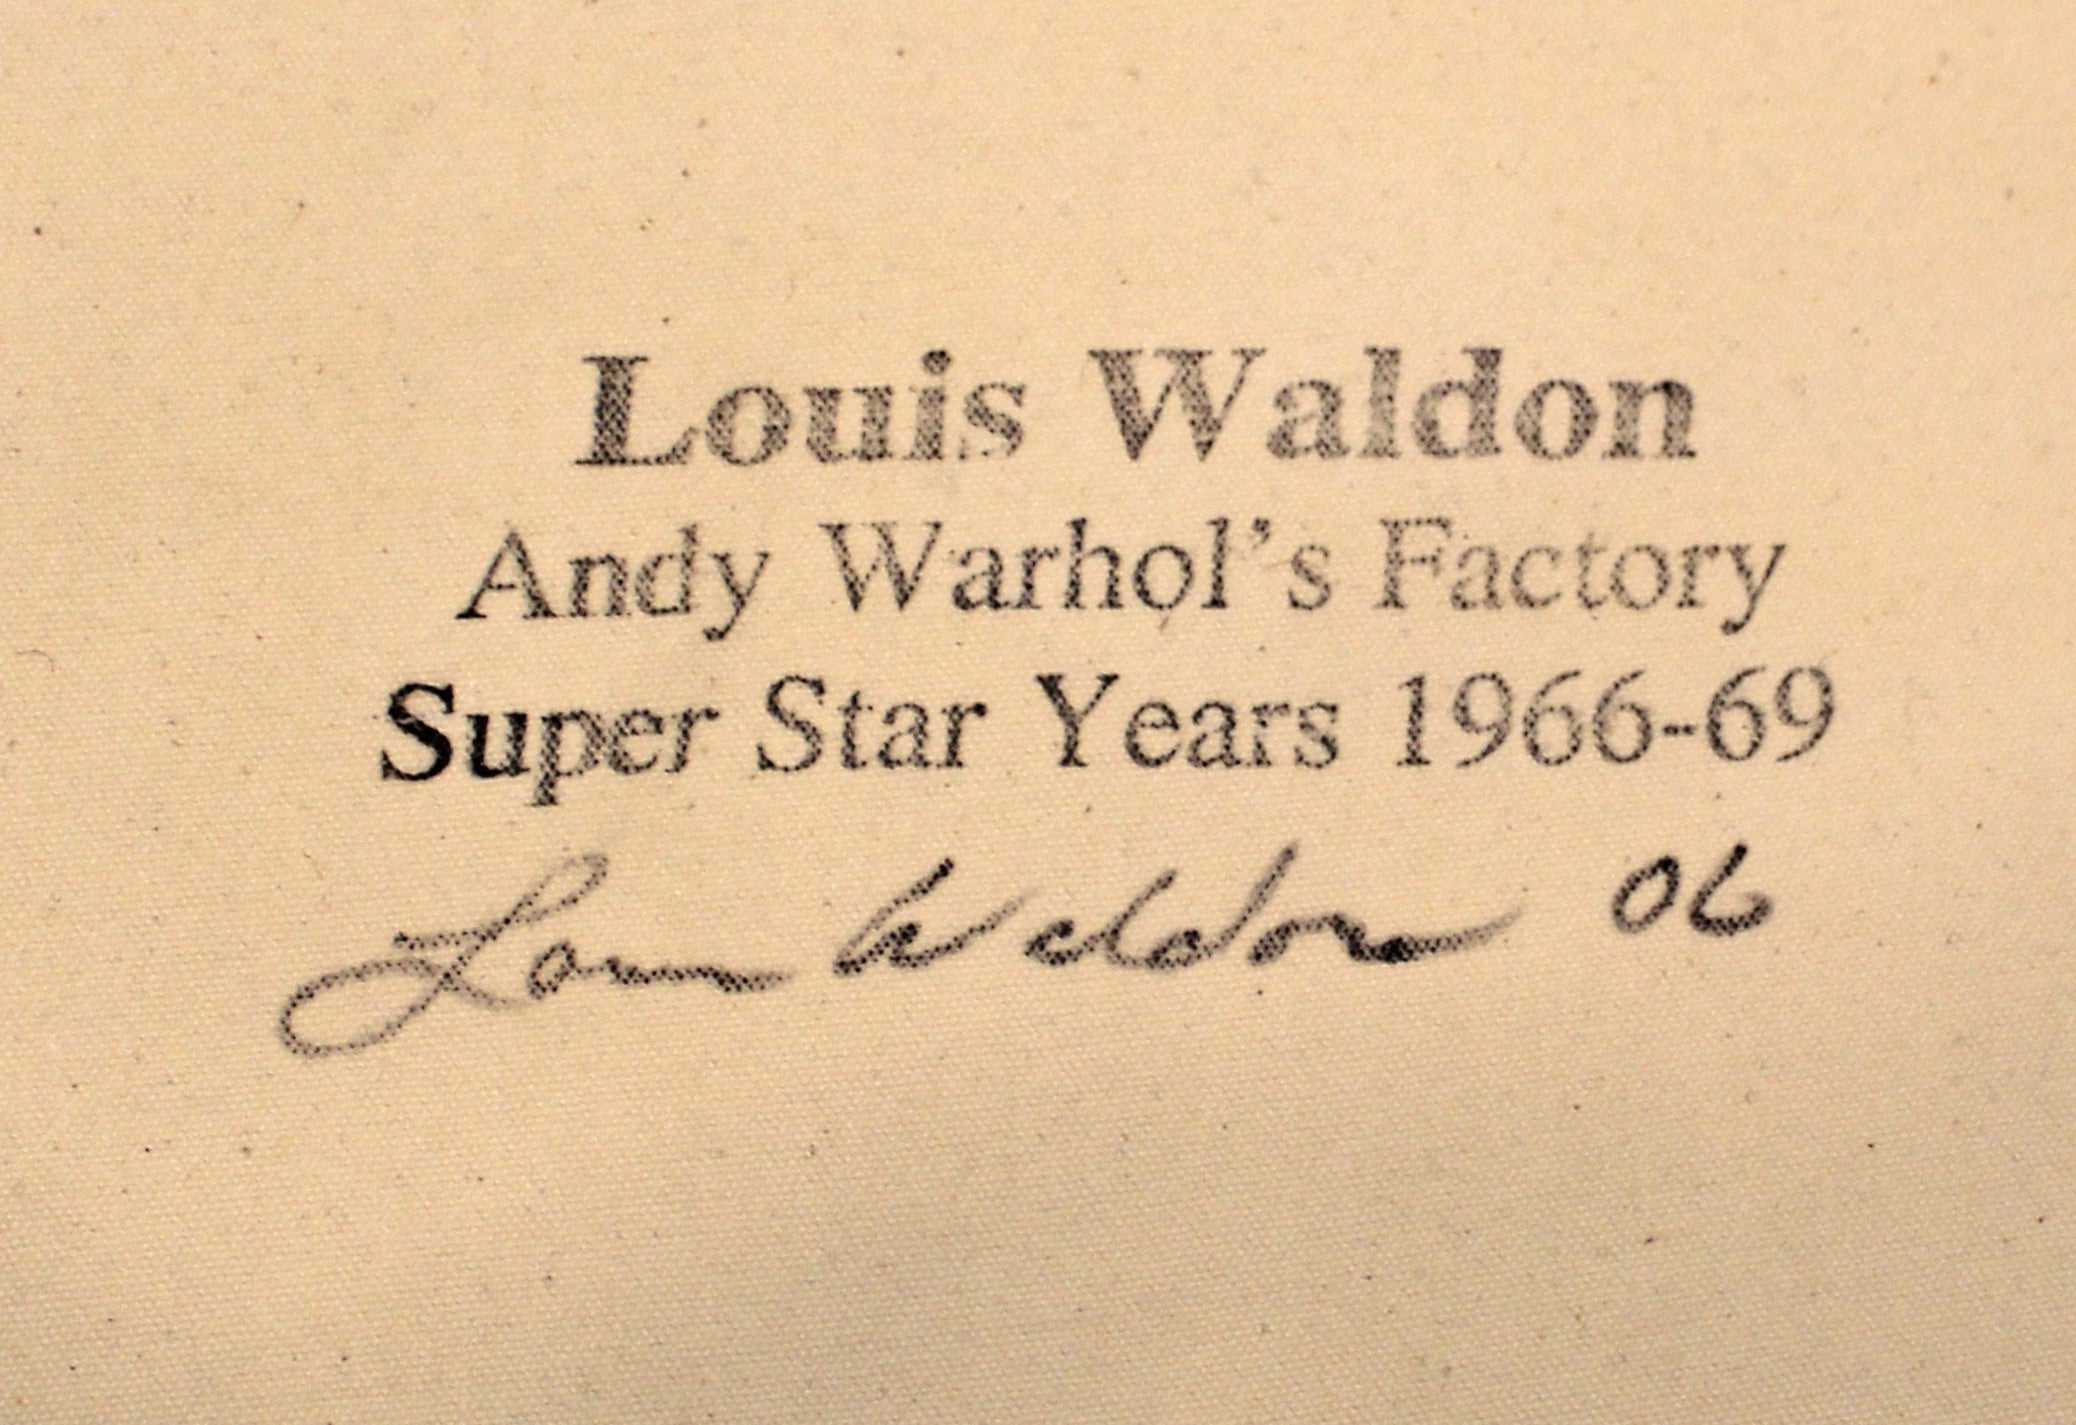 Louis Waldon
Andy Warhol's Factory
Super Star Years 1966-69
Louis Waldon 06